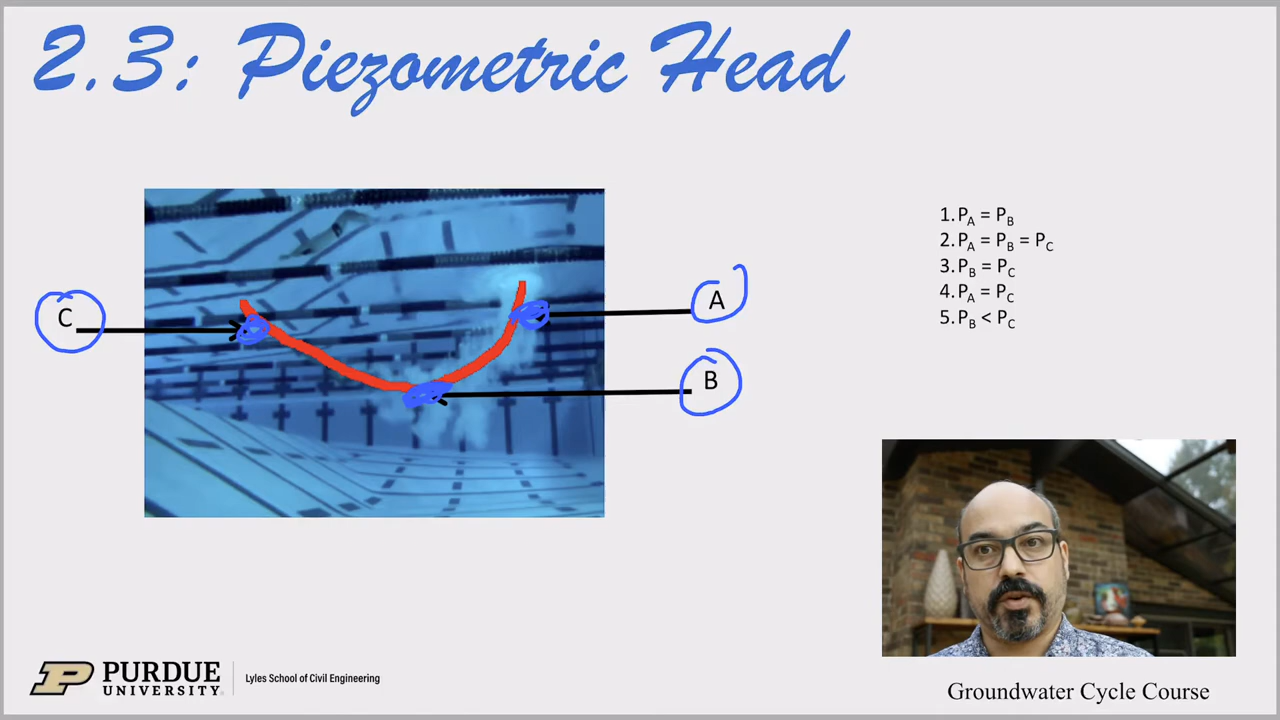 2.3: Piezometric Head
C
A
B
1. PA = PB
2. PA = PB = PC
3. PB = PC
4. PA = PC
5. PB < PC
P PURDUE UNIVERSITY
Lyles School of Civil Engineering
Groundwater Cycle Course